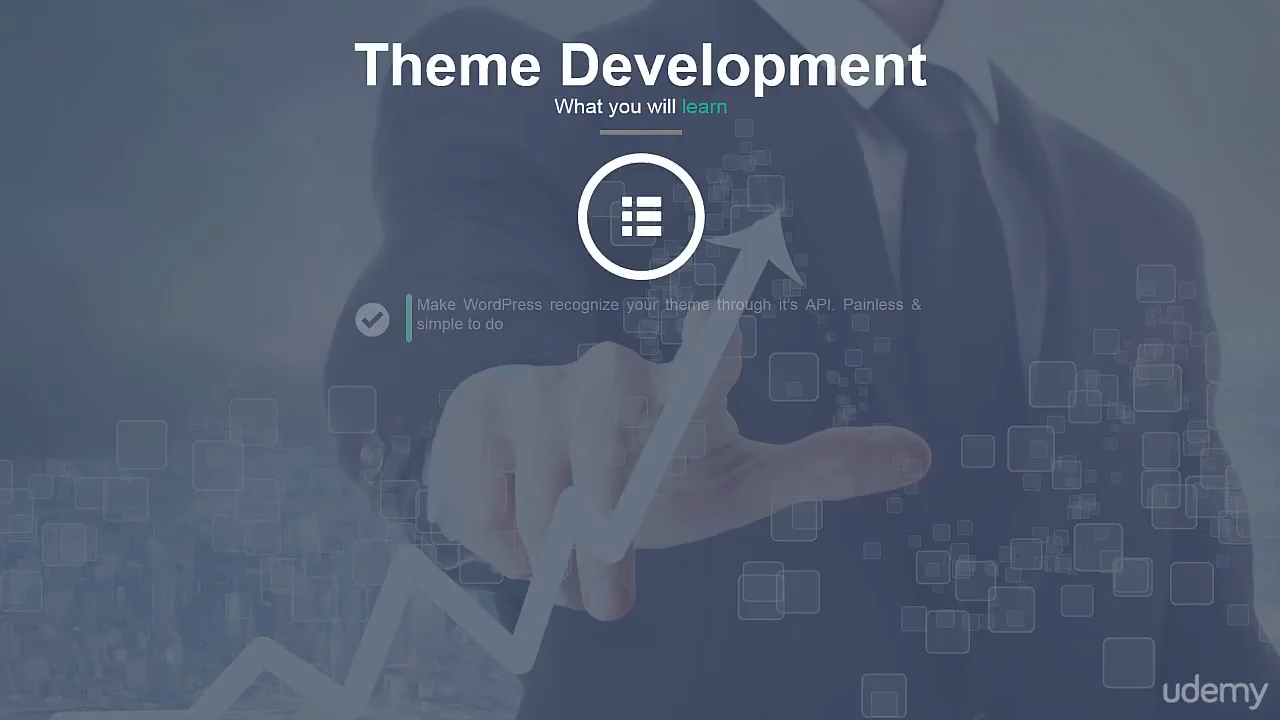 Theme Development
What you will learn
Make WordPress recognize your theme through it's API. Painless &
simple to do
udemy